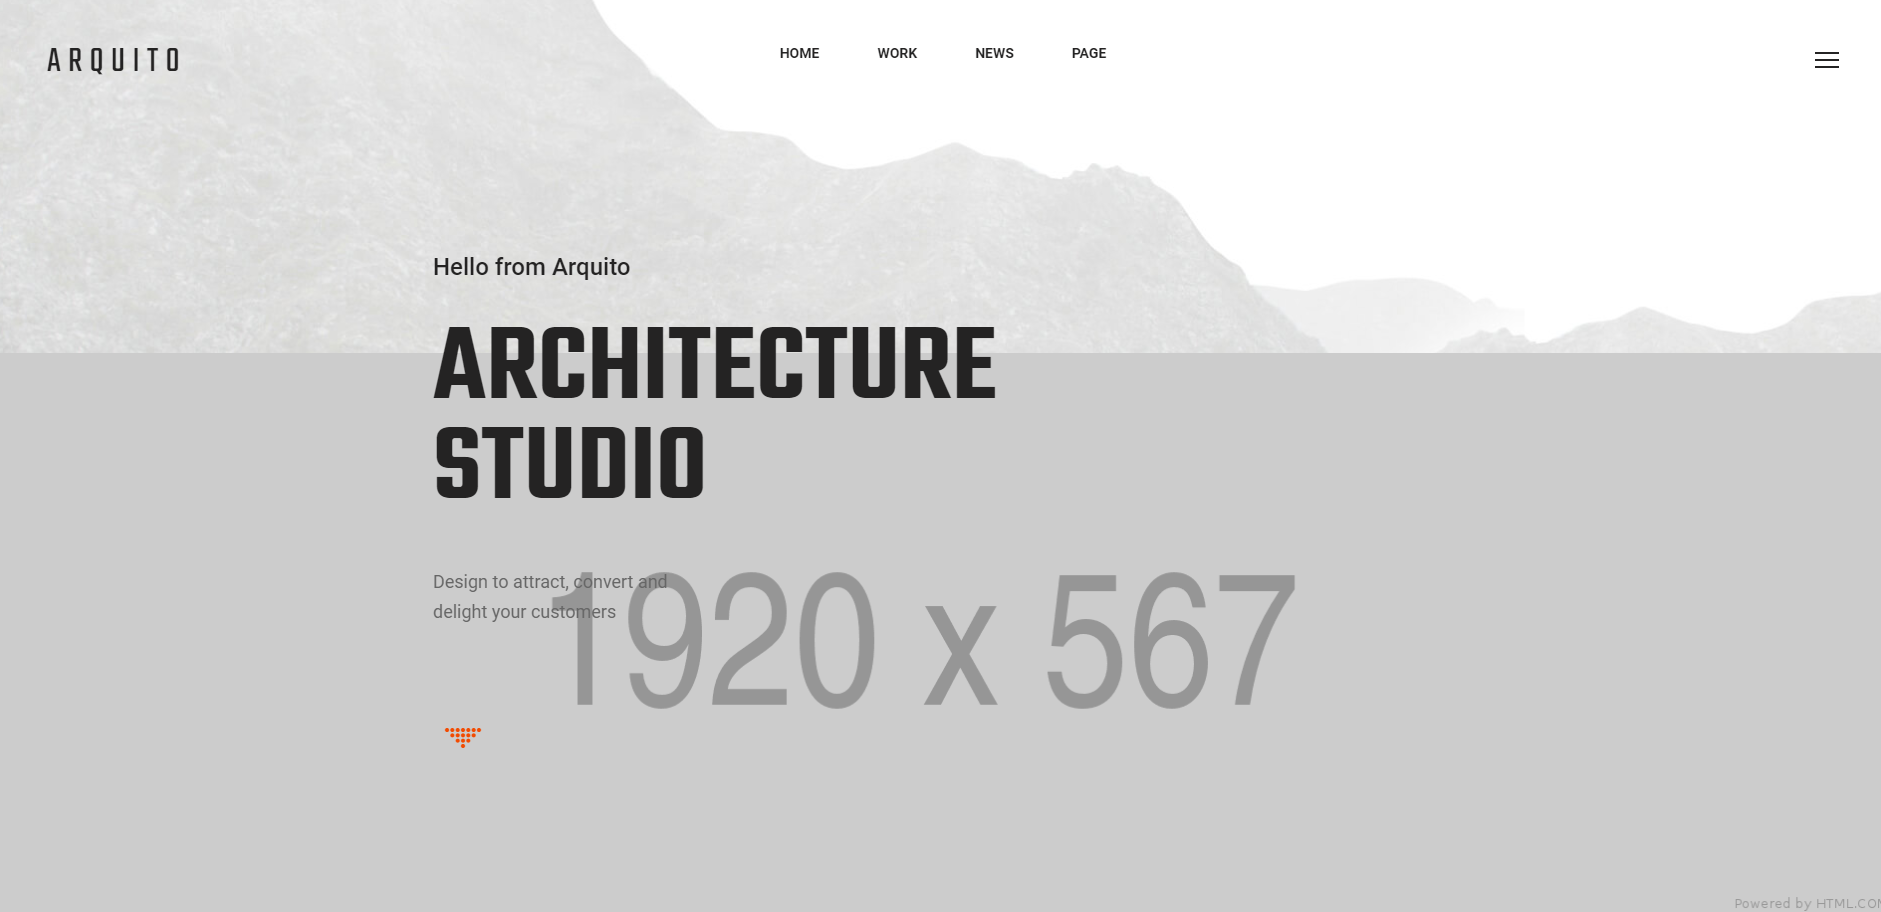 ARQUITO
HOME WORK NEWS PAGE
Hello from Arquito
ARCHITECTURE
STUDIO
Design to attract, convert and
delight your customers
1920 x 567
Powered by HTML.COM